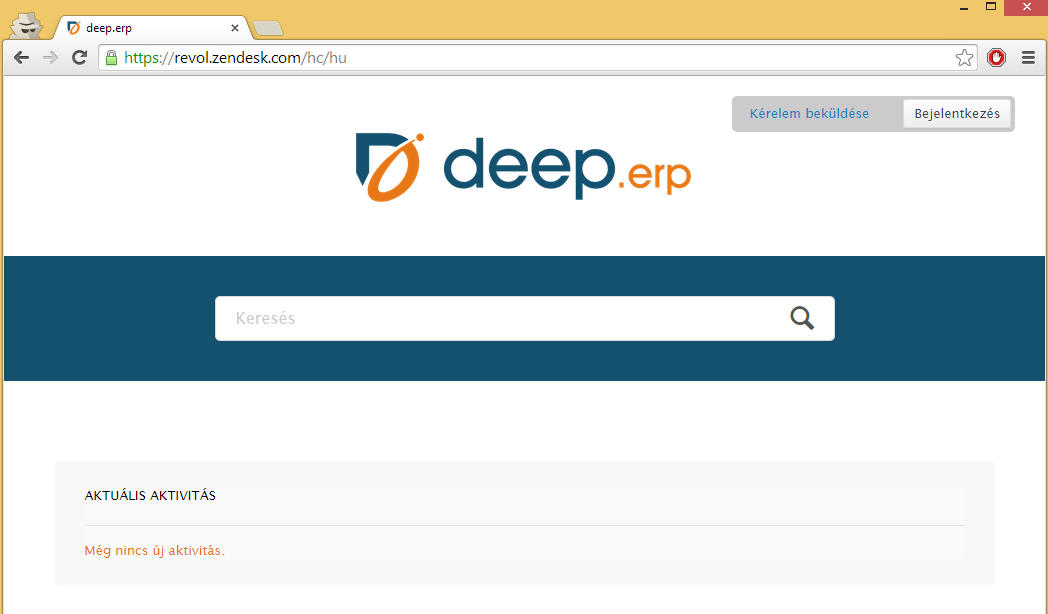 deep.erp
https://revol.zendesk.com/hc/hu
Kérelem beküldése
Bejelentkezés
deep.erp
Keresés
AKTUÁLIS AKTIVITÁS
Még nincs új aktivitás.